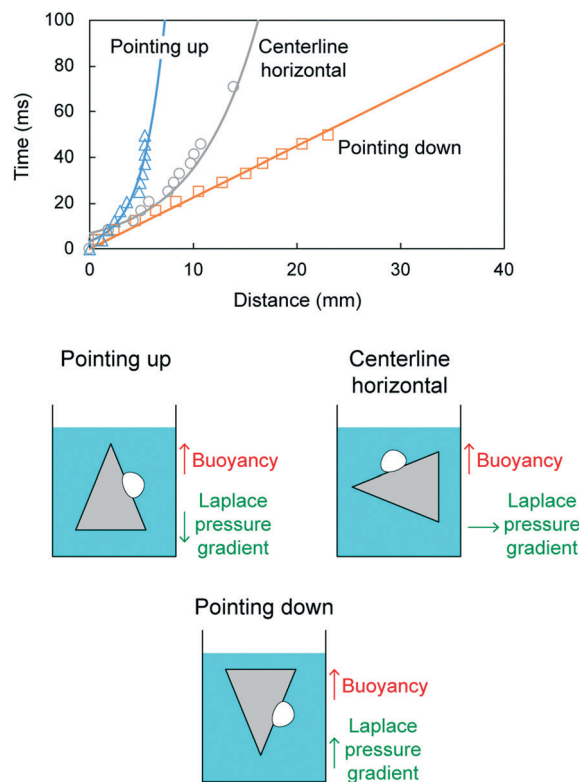 100
80
60
40
20
0
Time (ms)
Pointing up
Centerline
horizontal
Pointing down
0
10
20
30
40
Distance (mm)
Pointing up
Buoyancy
Laplace
pressure
gradient
Centerline
horizontal
Buoyancy
Laplace
pressure
gradient
Pointing down
Buoyancy
Laplace
pressure
gradient